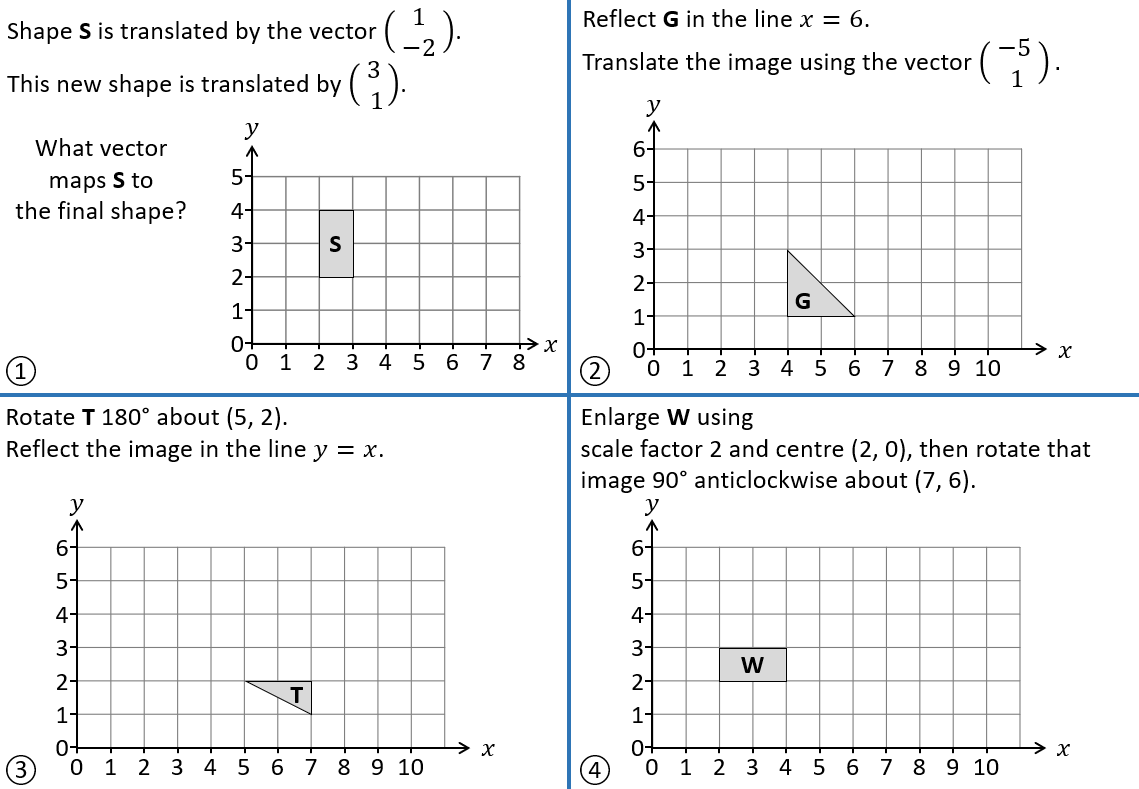 Shape S is translated by the vector ( 1 −2 ).
This new shape is translated by ( 3 1 ).
What vector
maps S to
the final shape?
y
5
4
S
3
2
1
0
x
0 1 2 3 4 5 6 7 8
1
Reflect G in the line x = 6.
Translate the image using the vector ( −5 1 ).
y
6
5
4
3
2
G
1
0
x
0 1 2 3 4 5 6 7 8 9 10
2
Rotate T 180° about (5, 2).
Reflect the image in the line y = x.
y
6
5
4
3
2
T
1
0
x
0 1 2 3 4 5 6 7 8 9 10
3
Enlarge W using
scale factor 2 and centre (2, 0), then rotate that
image 90° anticlockwise about (7, 6).
y
6
5
4
3
W
2
1
0
x
0 1 2 3 4 5 6 7 8 9 10
4